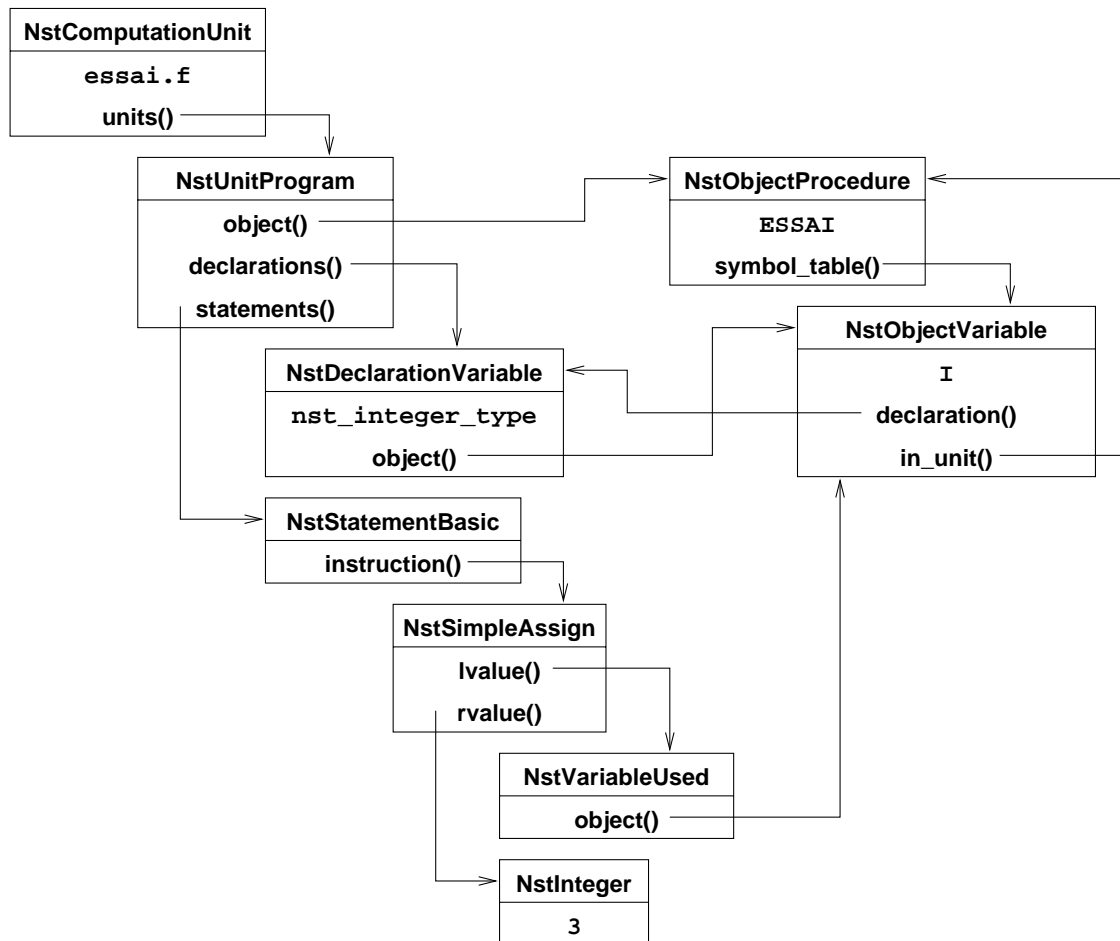 NstComputationUnit
essai.f
units()
NstUnitProgram
object()
declarations()
statements()
NstObjectProcedure
ESSAI
symbol_table()
NstObjectVariable
I
declaration()
in_unit()
NstDeclarationVariable
nst_integer_type
object()
NstStatementBasic
instruction()
NstSimpleAssign
lvalue()
rvalue()
NstVariableUsed
object()
NstInteger
3